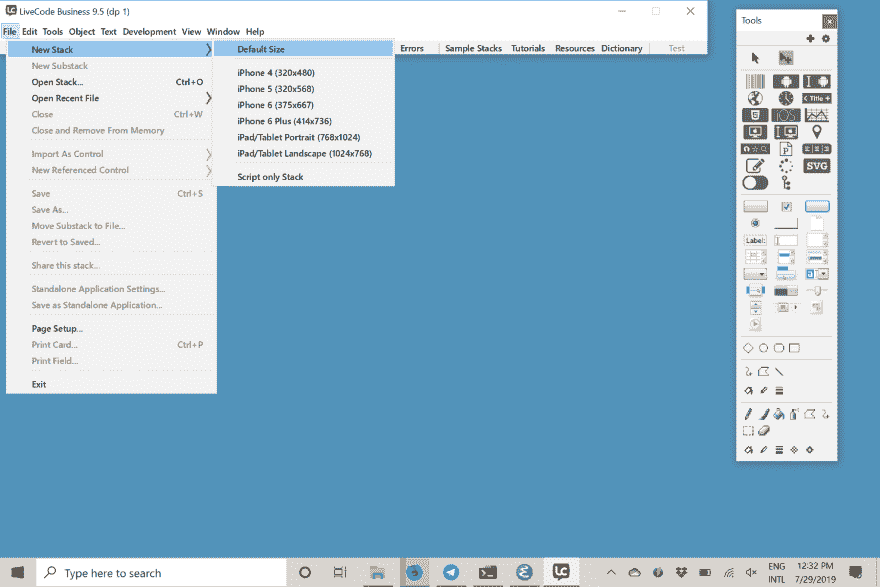 LiveCode Business 9.5 (dp 1)
File Edit Tools Object Text Development View Window Help
Errors Sample Stacks Tutorials Resources Dictionary Test
New Stack
New Substack
Open Stack... Ctrl+O
Open Recent File
Close Ctrl+W
Close and Remove From Memory
Import As Control
New Referenced Control
Save Ctrl+S
Save As...
Move Substack to File...
Revert to Saved...
Share this stack...
Standalone Application Settings...
Save as Standalone Application...
Page Setup...
Print Card... Ctrl+P
Print Field...
Exit
Default Size
iPhone 4 (320x480)
iPhone 5 (320x568)
iPhone 6 (375x667)
iPhone 6 Plus (414x736)
iPad/Tablet Portrait (768x1024)
iPad/Tablet Landscape (1024x768)
Script only Stack
Tools
Title
iOS
SVG
Label:
Type here to search
ENG
INTL
12:32 PM
7/29/2019